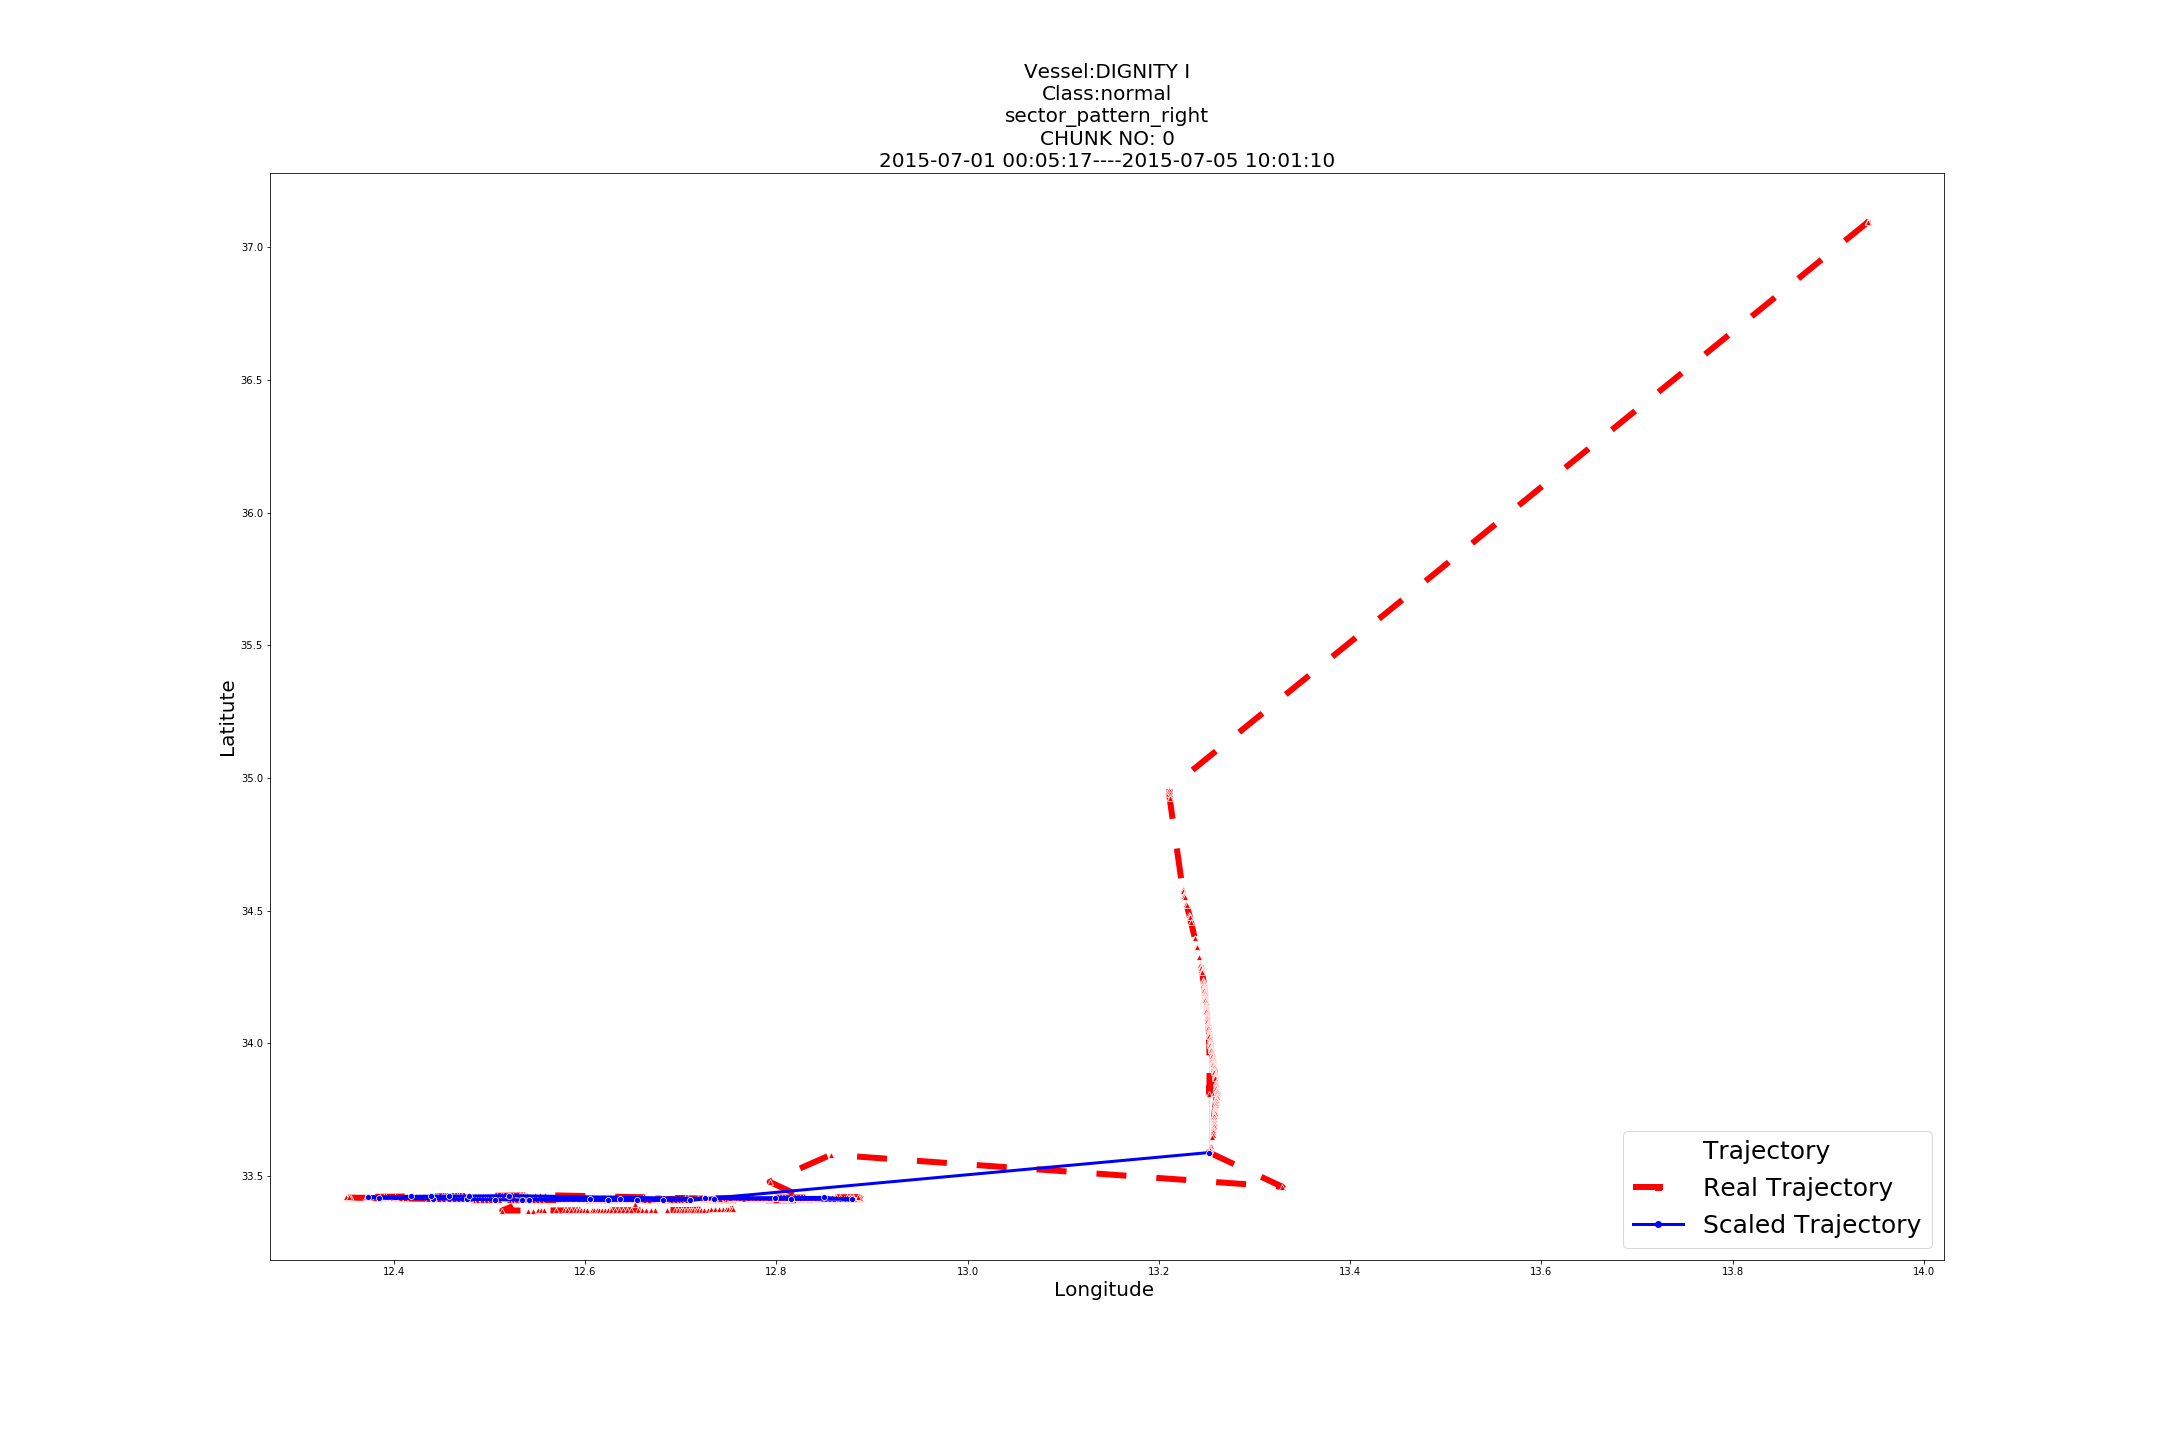 Vessel:DIGNITY I
Class:normal
sector_pattern_right
CHUNK NO: 0
2015-07-01 00:05:17----2015-07-05 10:01:10
37.0
36.5
36.0
35.5
35.0
34.5
34.0
33.5
Latitute
12.4 12.6 12.8 13.0 13.2 13.4 13.6 13.8 14.0
Longitude
Trajectory
Real Trajectory
Scaled Trajectory